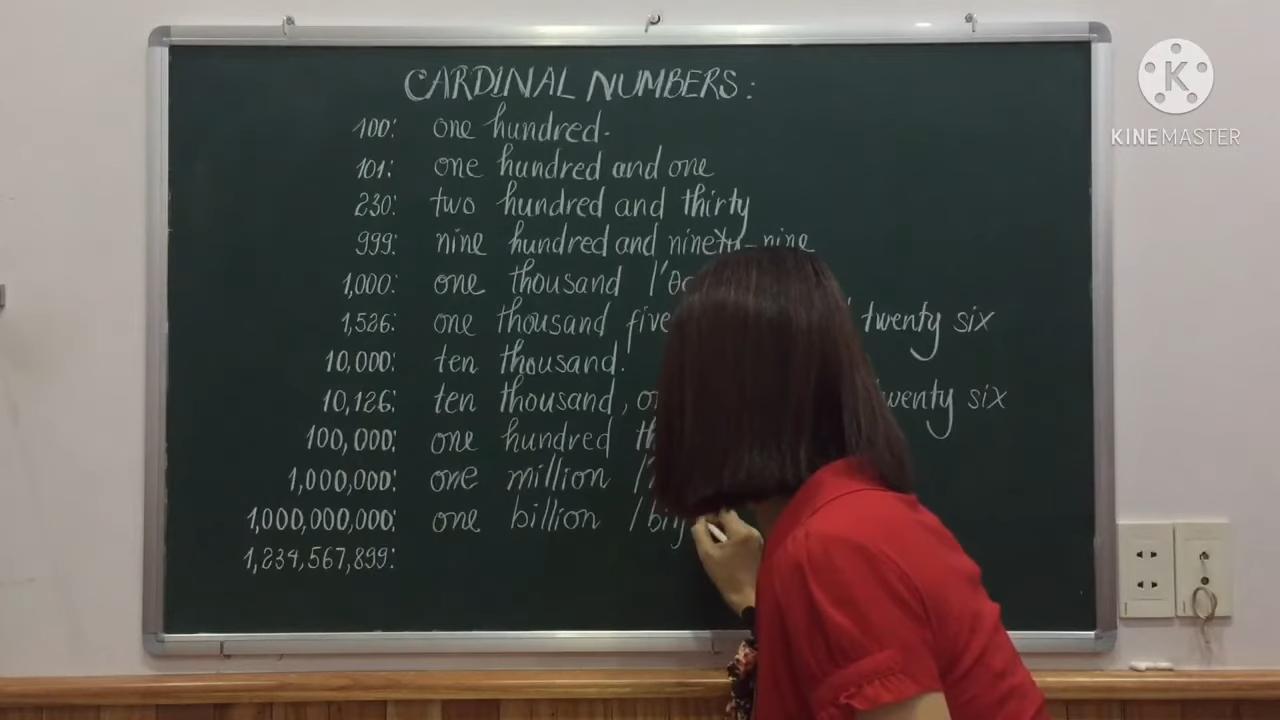 CARDINAL NUMBERS:
100: one hundred.
101: one hundred and one
230: two hundred and thirty
999: nine hundred and ninety-nine
1,000: one thousand
1,526: one thousand five twenty six
10,000: ten thousand.
10,126: ten thousand, twenty six
100,000: one hundred
1,000,000: one million
1,000,000,000: one billion /bɪj
1,234,567,899:
K
KINEMASTER